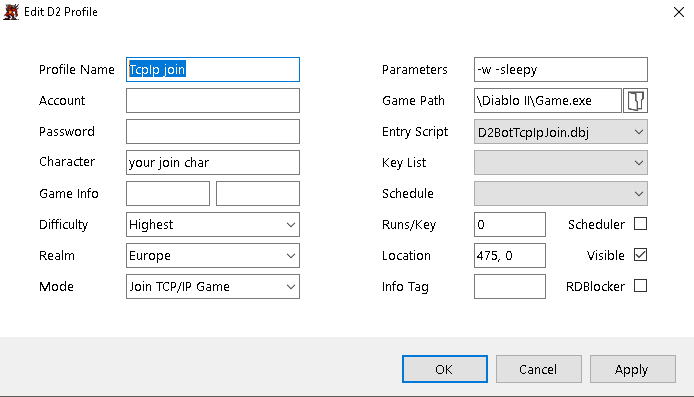 Edit D2 Profile
Profile Name TcpIp join Parameters -w -sleepy
Account Game Path \Diablo II\Game.exe
Password Entry Script D2BotTcpIpJoin.dbj
Character your join char Key List
Game Info Schedule
Difficulty Highest Runs/Key 0 Scheduler
Realm Europe Location 475, 0 Visible
Mode Join TCP/IP Game Info Tag RDBlocker
OK Cancel Apply